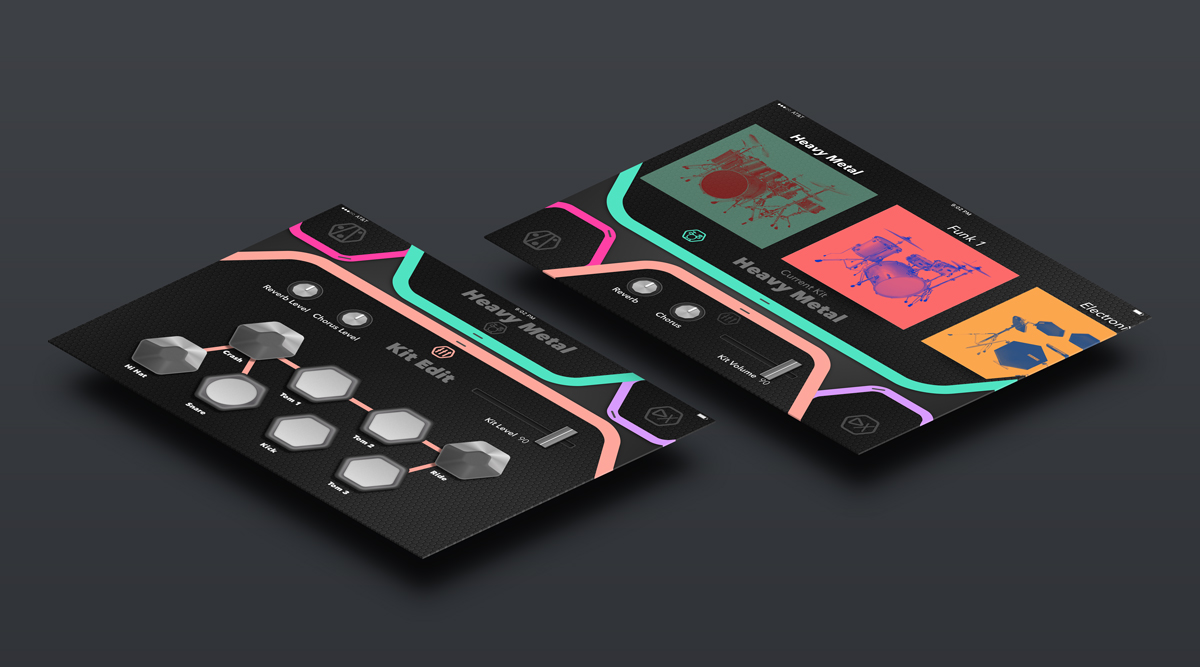 AT&T
Heavy Metal
9:02 PM
Reverb Level
Chorus Level
Kit Edit
Kit Level 90
Hi Hat
Crash
Snare
Tom 1
Kick
Tom 2
Tom 3
Ride
AT&T
Heavy Metal
9:02 PM
Funk 1
Electroni
Current Kit
Heavy Metal
Reverb
Chorus
Kit Volume 90